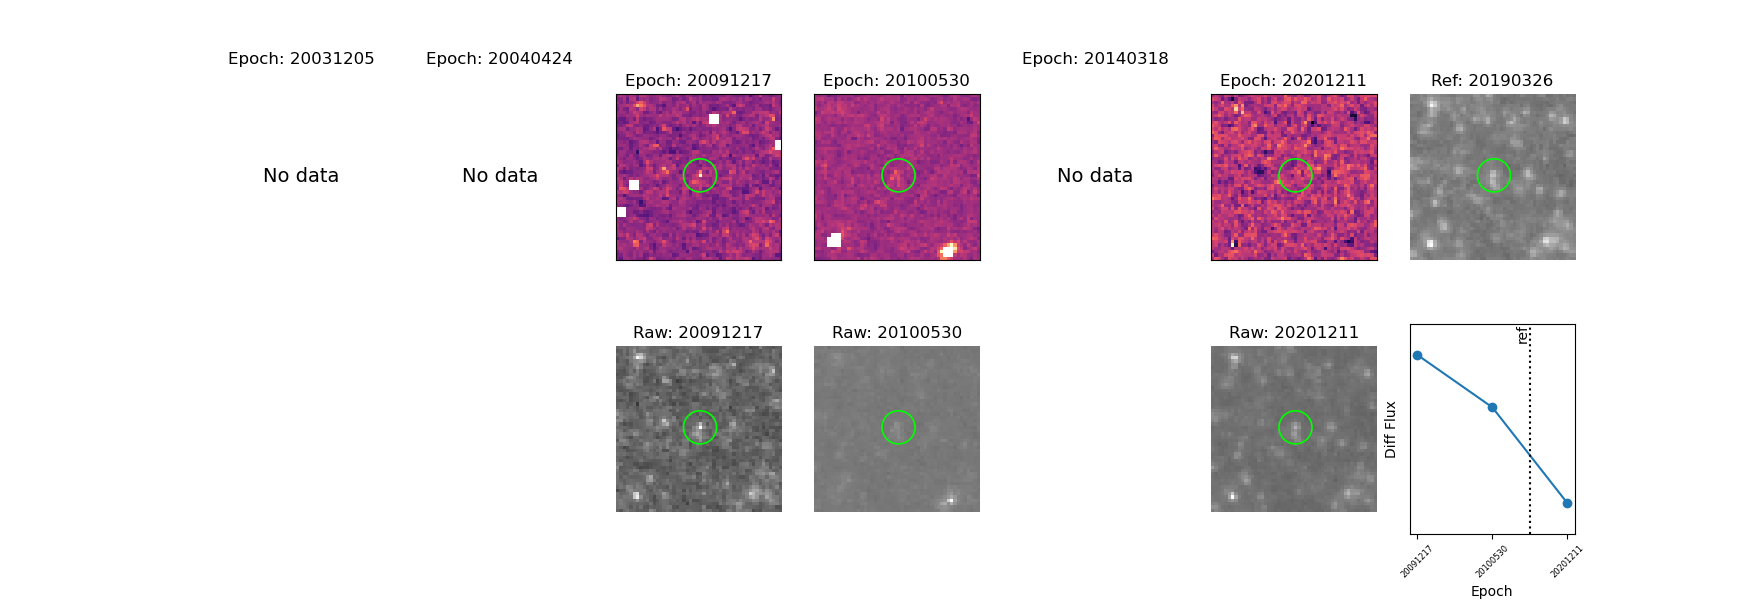 Epoch: 20031205
Epoch: 20040424
Epoch: 20091217
Epoch: 20100530
Epoch: 20140318
Epoch: 20201211
Ref: 20190326
No data
No data
No data
Raw: 20091217
Raw: 20100530
Raw: 20201211
ref
Diff Flux
20091217
20100530
20201211
Epoch